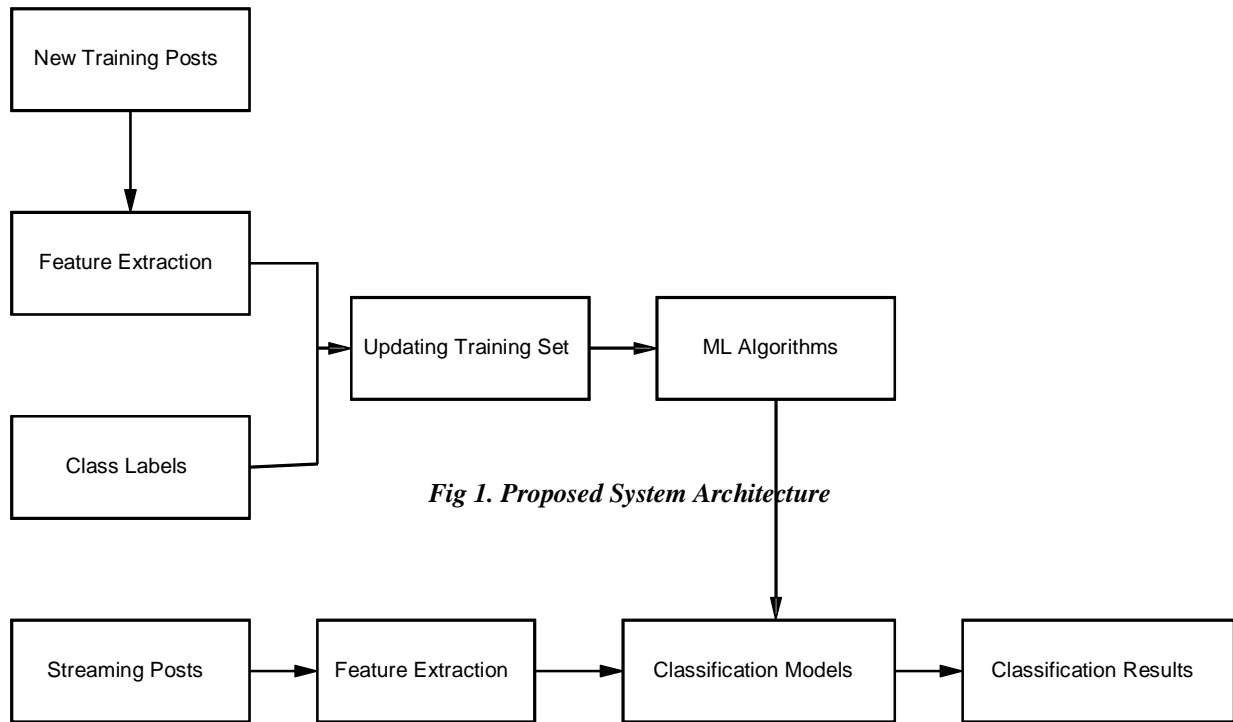 New Training Posts
Feature Extraction
Updating Training Set
ML Algorithms
Class Labels
Fig 1. Proposed System Architecture
Streaming Posts
Feature Extraction
Classification Models
Classification Results